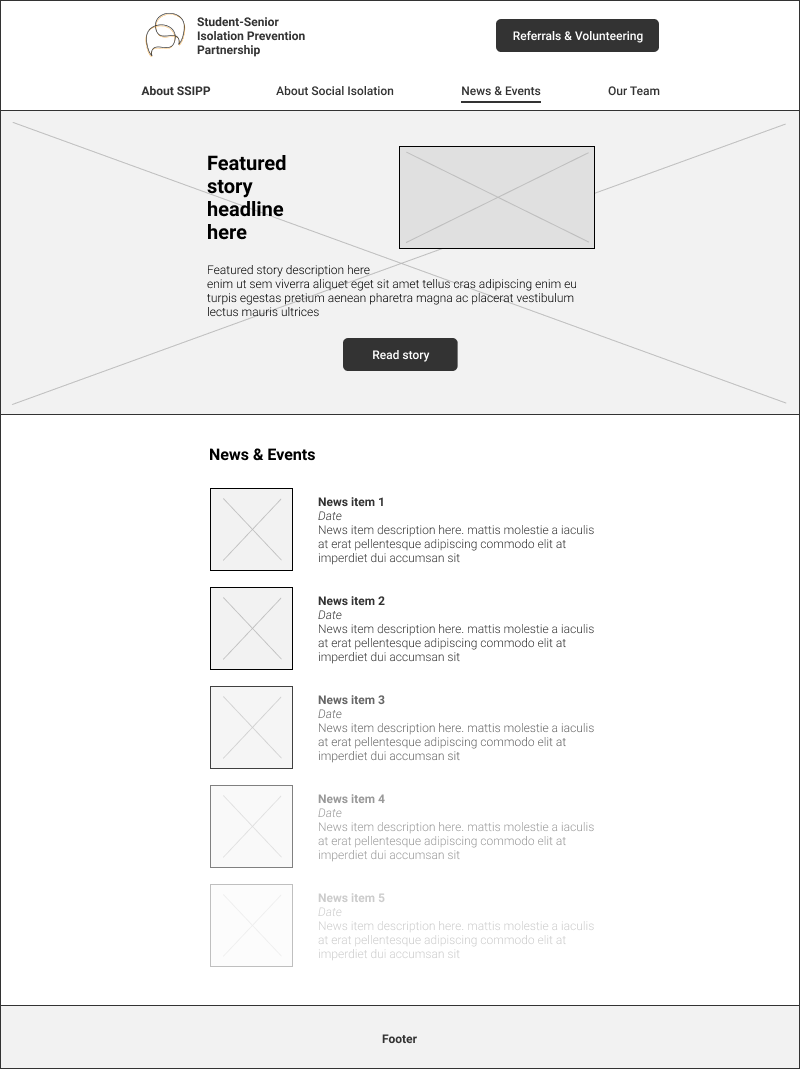 Student-Senior
Isolation Prevention
Partnership
Referrals & Volunteering
About SSIPP
About Social Isolation
News & Events
Our Team
Featured
story
headline
here
Featured story description here
enim ut sem viverra aliquet eget sit amet tellus cras adipiscing enim eu
turpis egestas pretium aenean pharetra magna ac placerat vestibulum
lectus mauris ultrices
Read story
News & Events
News item 1
Date
News item description here. mattis molestie a iaculis
at erat pellentesque adipiscing commodo elit at
imperdiet dui accumsan sit
News item 2
Date
News item description here. mattis molestie a iaculis
at erat pellentesque adipiscing commodo elit at
imperdiet dui accumsan sit
News item 3
Date
News item description here. mattis molestie a iaculis
at erat pellentesque adipiscing commodo elit at
imperdiet dui accumsan sit
News item 4
Date
News item description here. mattis molestie a iaculis
at erat pellentesque adipiscing commodo elit at
imperdiet dui accumsan sit
News item 5
Date
News item description here. mattis molestie a iaculis
at erat pellentesque adipiscing commodo elit at
imperdiet dui accumsan sit
Footer